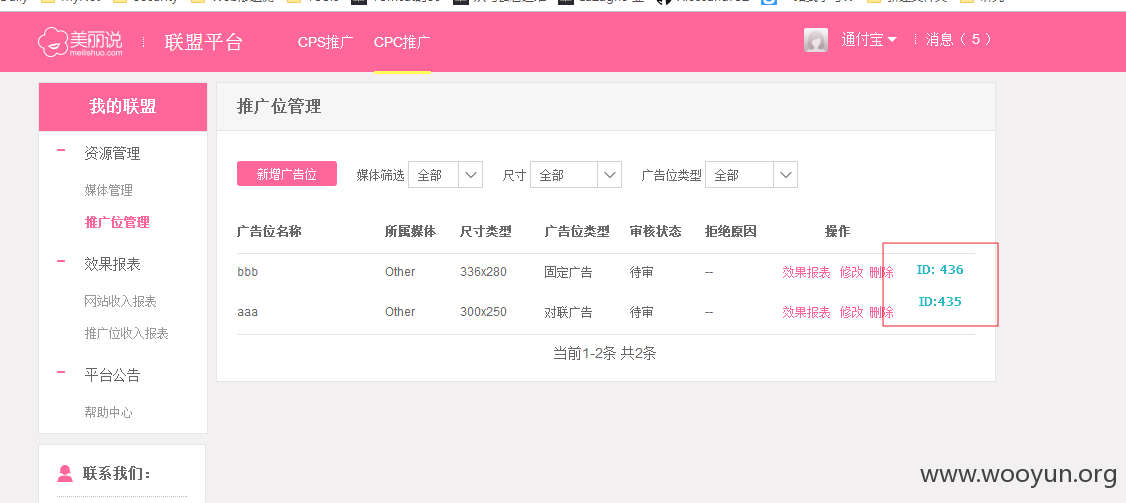 美丽说
meilishuo.com
联盟平台
CPS推广
CPC推广
通付宝
消息（ 5 ）
我的联盟
资源管理
媒体管理
推广位管理
效果报表
网站收入报表
推广位收入报表
平台公告
帮助中心
联系我们：
推广位管理
新增广告位 媒体筛选 全部 尺寸 全部 广告位类型 全部
广告位名称 所属媒体 尺寸类型 广告位类型 审核状态 拒绝原因 操作
bbb Other 336x280 固定广告 待审 -- 效果报表 修改 删除 ID: 436
aaa Other 300x250 对联广告 待审 -- 效果报表 修改 删除 ID:435
当前1-2条 共2条
www.wooyun.org